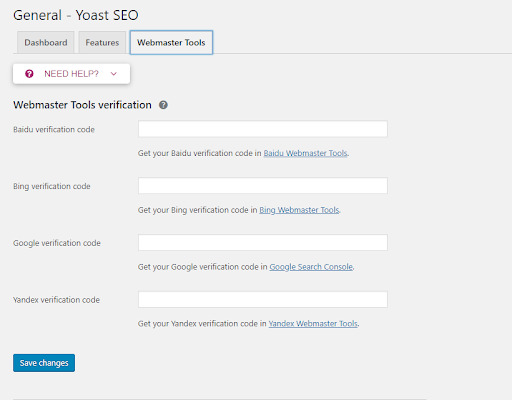 General - Yoast SEO
Dashboard
Features
Webmaster Tools
NEED HELP?
Webmaster Tools verification ?
Baidu verification code
Get your Baidu verification code in Baidu Webmaster Tools.
Bing verification code
Get your Bing verification code in Bing Webmaster Tools.
Google verification code
Get your Google verification code in Google Search Console.
Yandex verification code
Get your Yandex verification code in Yandex Webmaster Tools.
Save changes